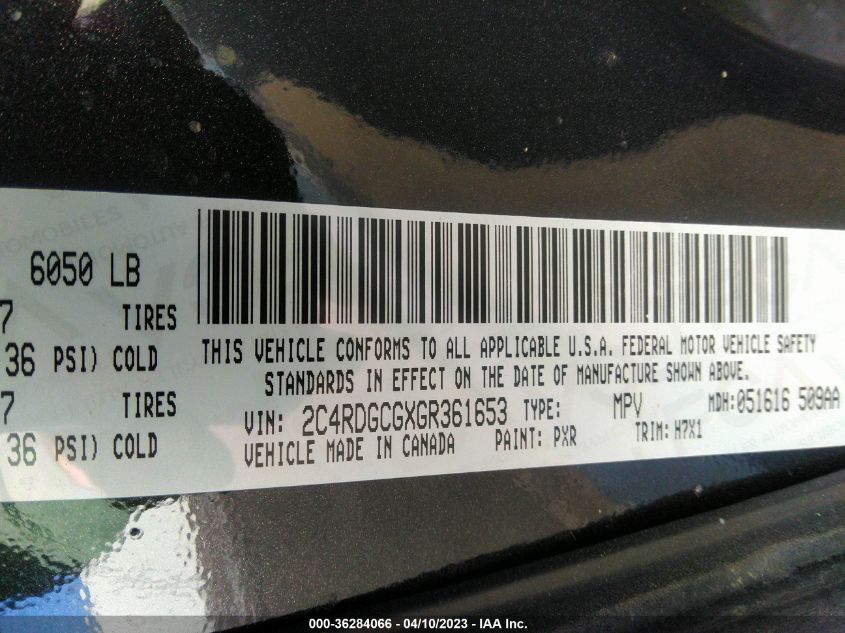 6050 LB
7 TIRES
36 PSI) COLD
7 TIRES
36 PSI) COLD
THIS VEHICLE CONFORMS TO ALL APPLICABLE U.S.A. FEDERAL MOTOR VEHICLE SAFETY
STANDARDS IN EFFECT ON THE DATE OF MANUFACTURE SHOWN ABOVE.
VIN: 2C4RDGCGXGR361653 TYPE: MPV MDH:051616 509AA
VEHICLE MADE IN CANADA PAINT: PXR TRIM: H7X1
000-36284066 - 04/10/2023 - IAA Inc.